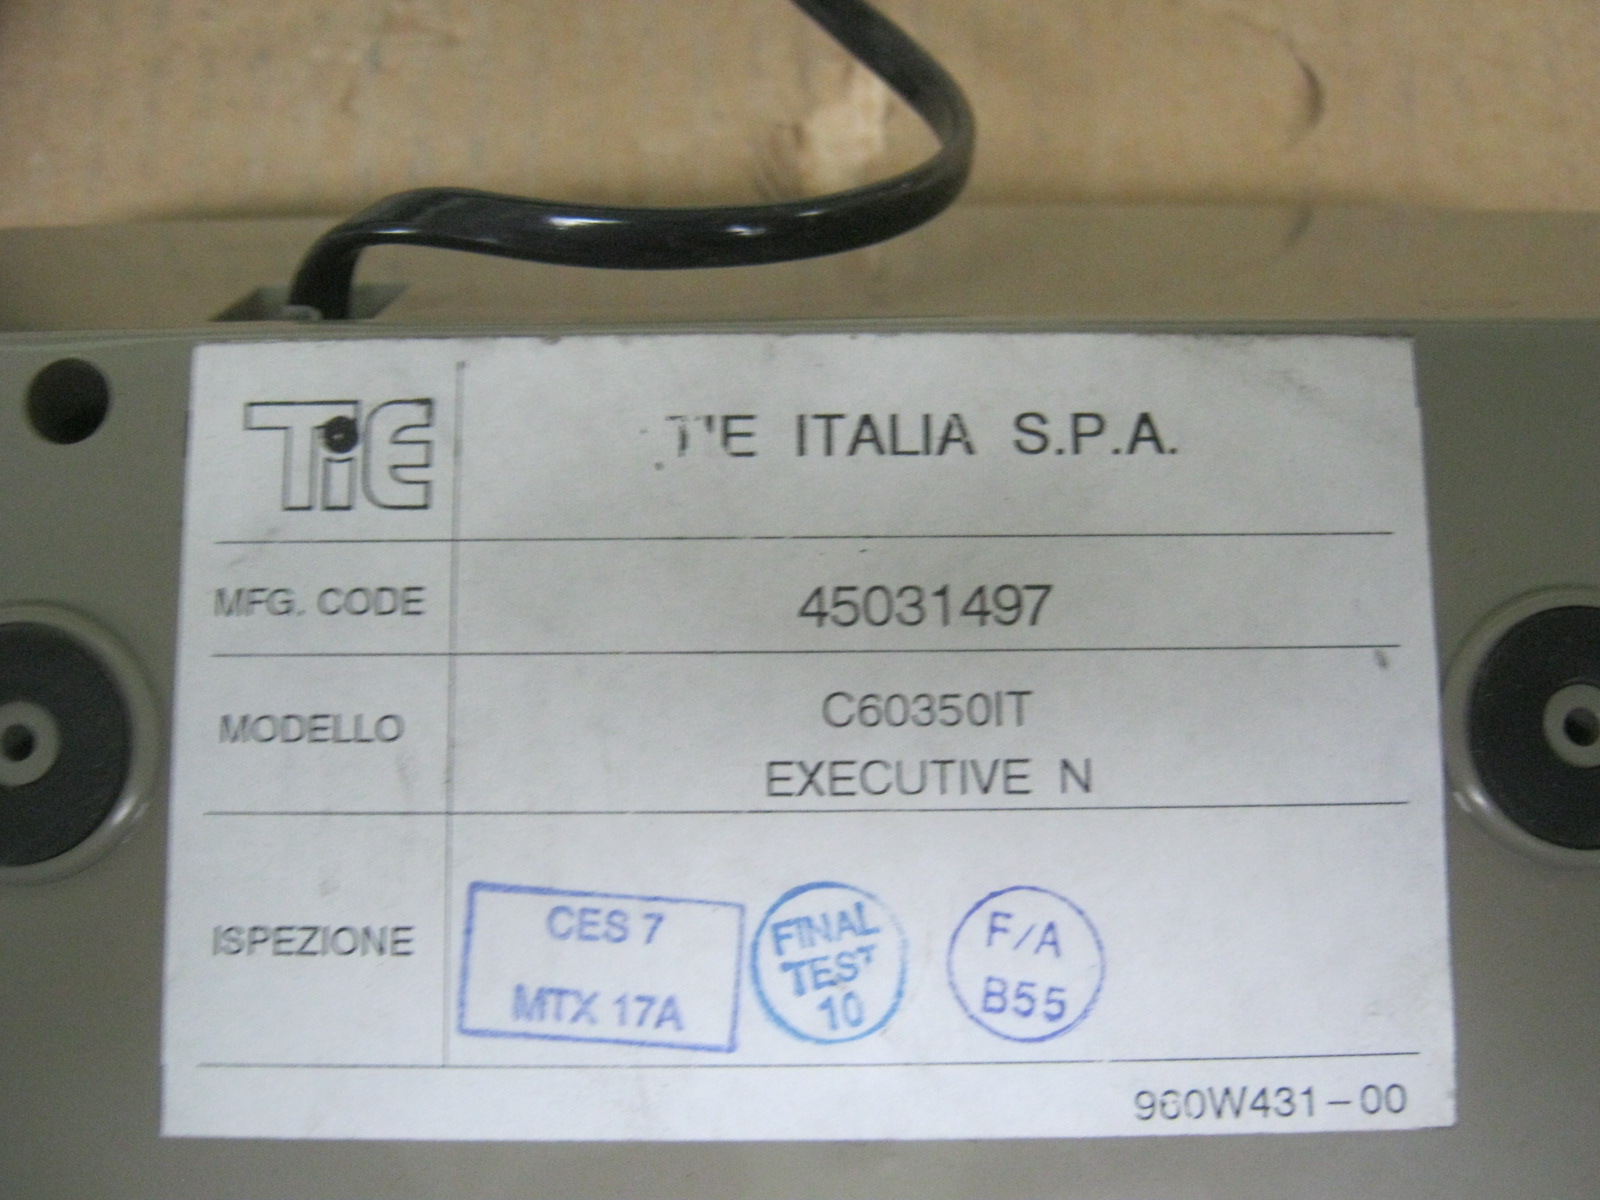 TiE
TIE ITALIA S.P.A.
MFG. CODE 45031497
MODELLO C60350IT
EXECUTIVE N
ISPEZIONE
CES 7
MTX 17A
FINAL
TEST
10
F/A
B55
960W431-00